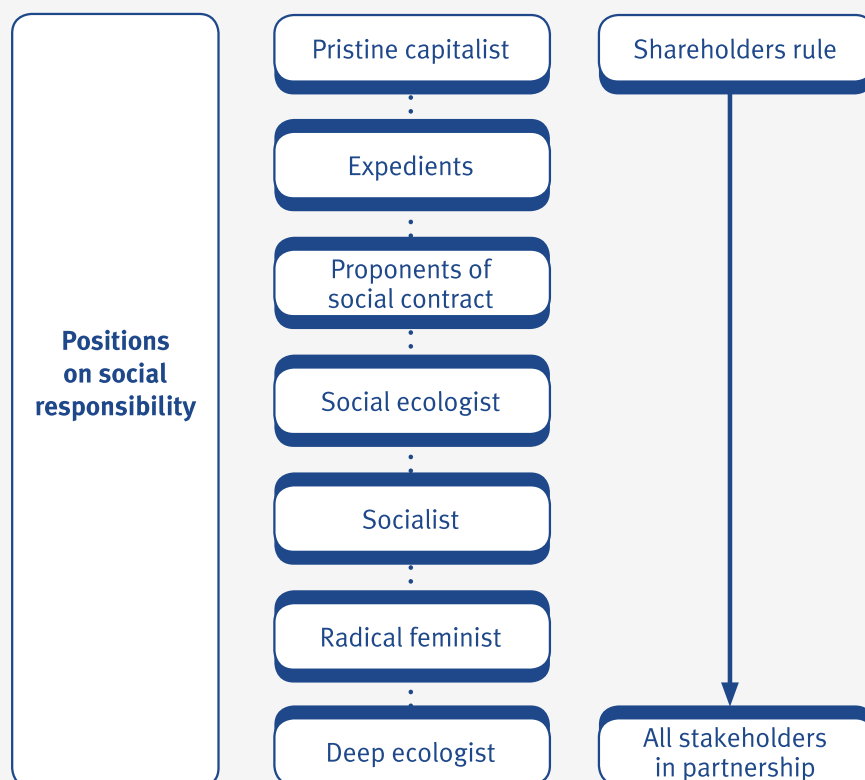 Positions
on social
responsibility
Pristine capitalist
Expedients
Proponents of
social contract
Social ecologist
Socialist
Radical feminist
Deep ecologist
Shareholders rule
All stakeholders
in partnership